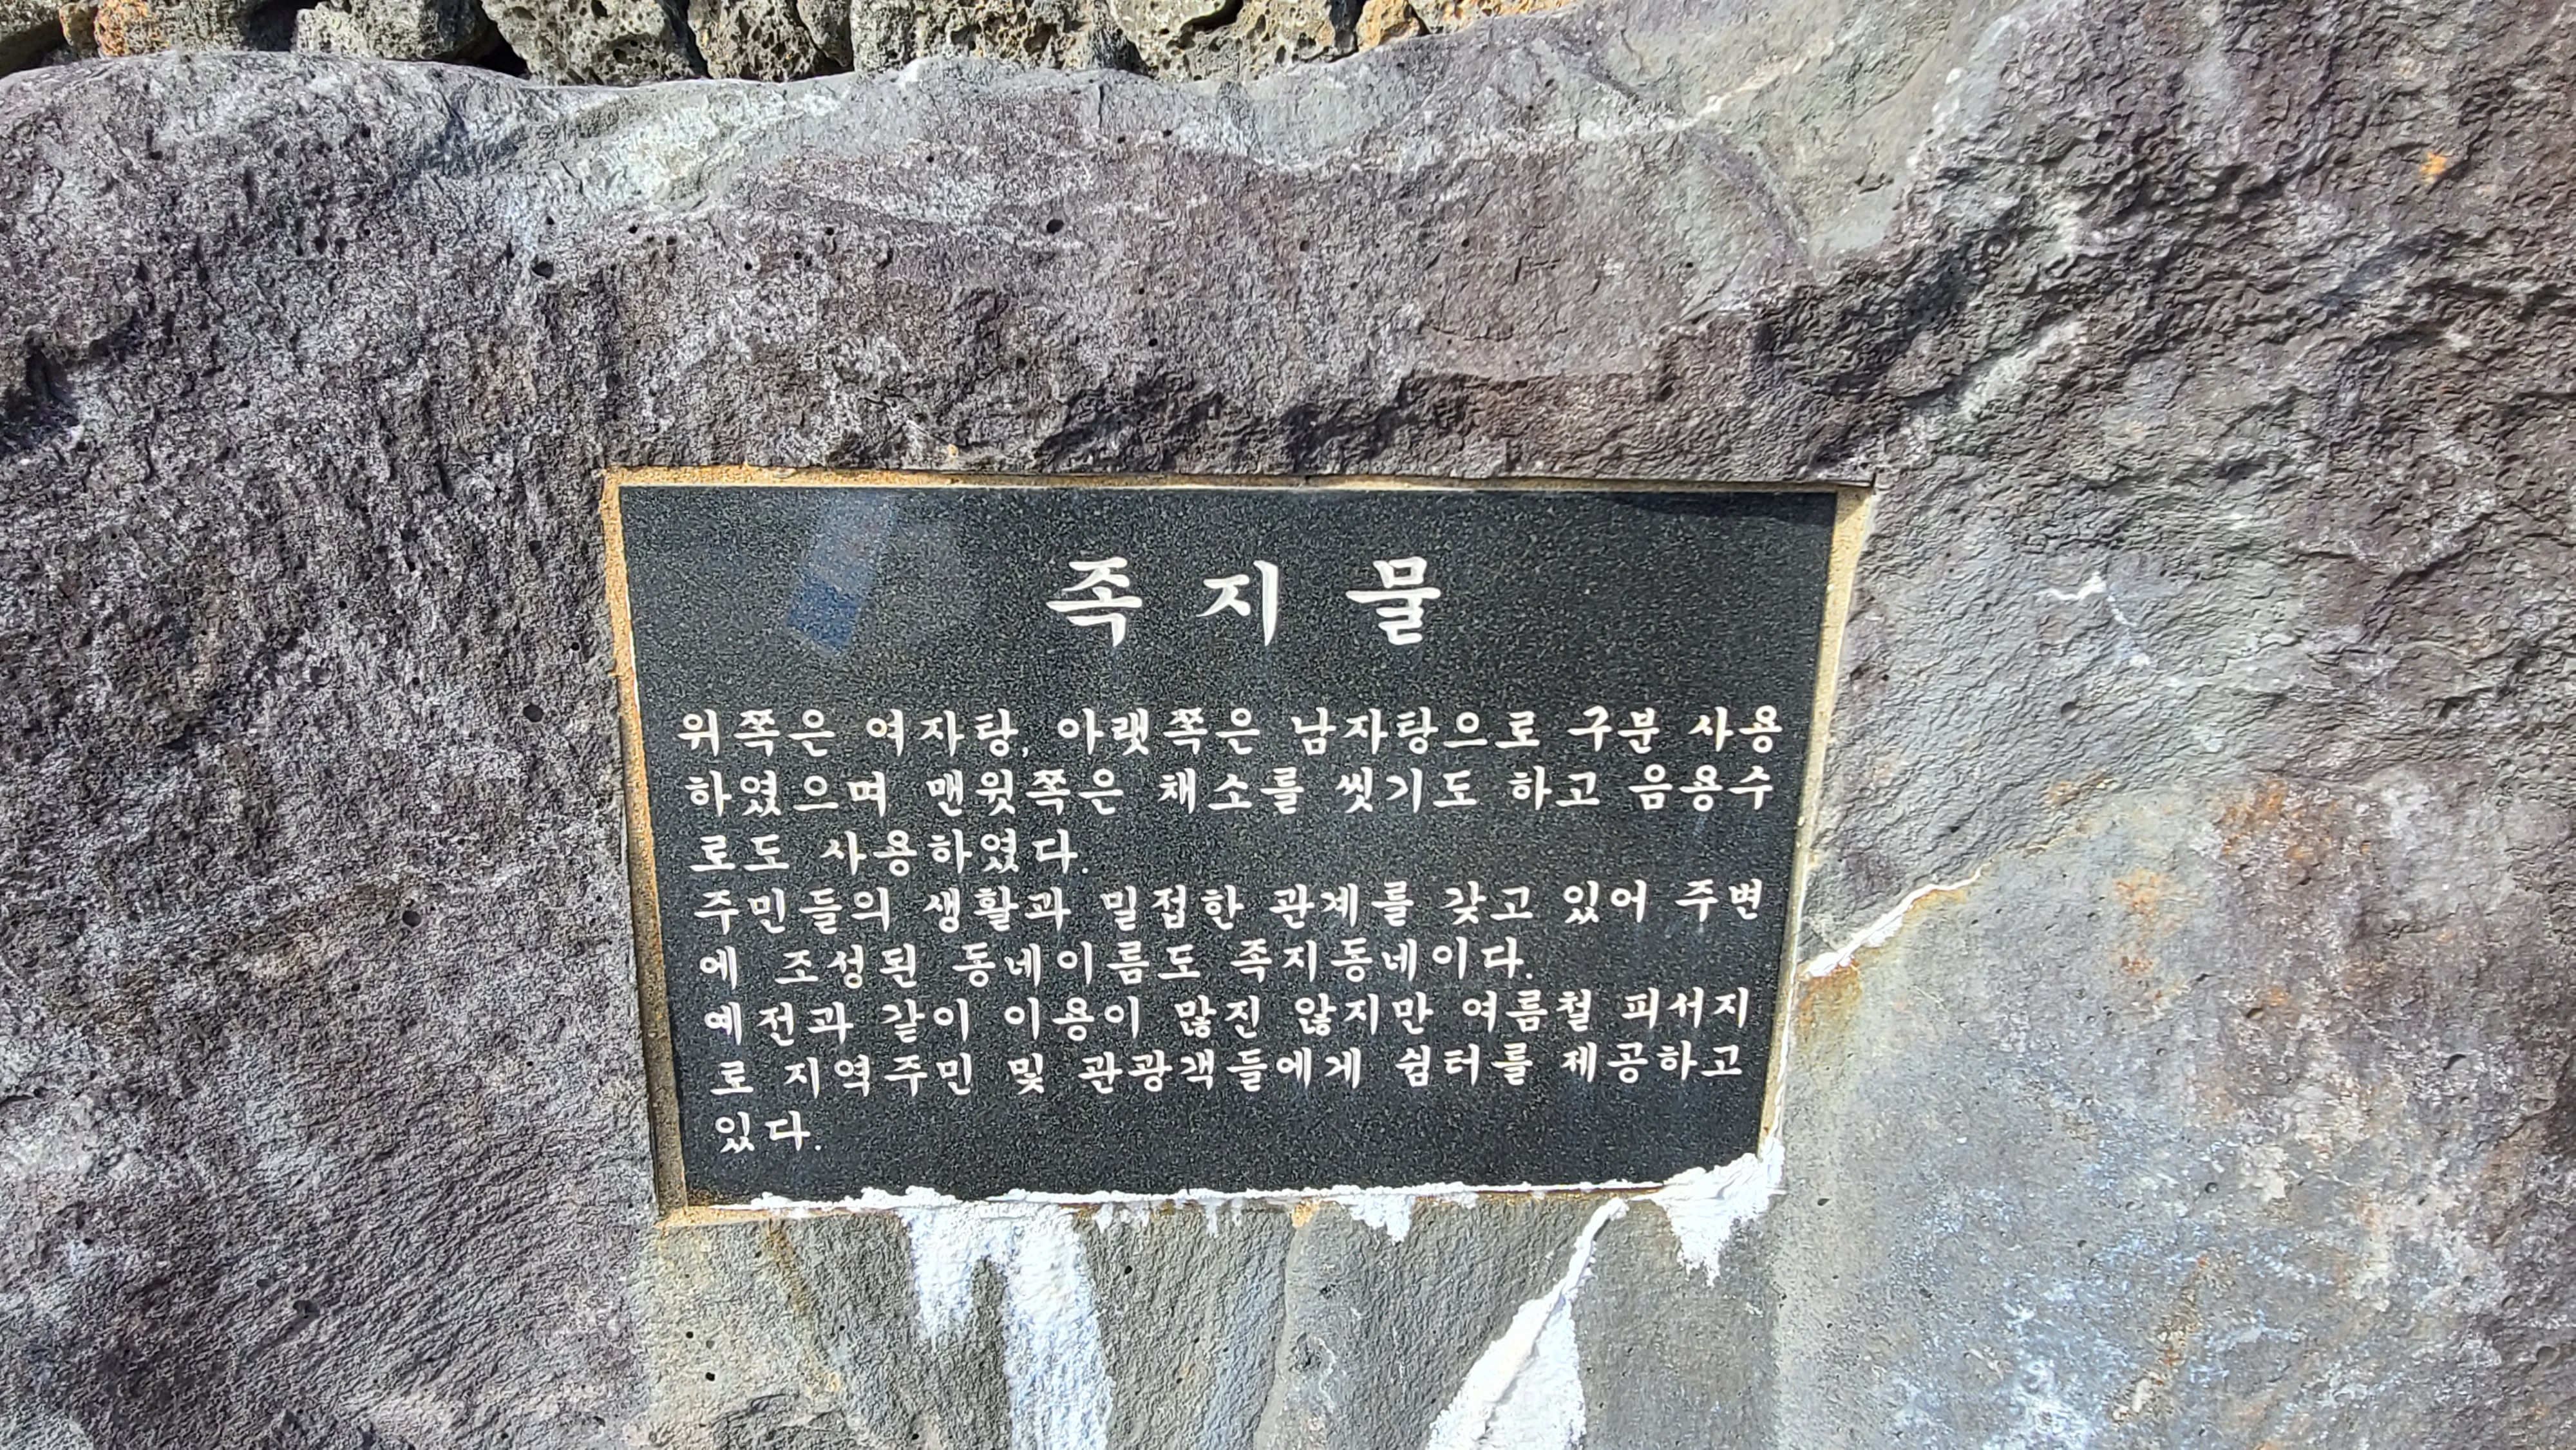 족지물
위쪽은 여자탕, 아랫쪽은 남자탕으로 구분 사용
하였으며 맨윗쪽은 채소를 씻기도 하고 음용수
로도 사용하였다.
주민들의 생활과 밀접한 관계를 갖고 있어 주변
에 조성된 동네이름도 족지동네이다.
예전과 같이 이용이 많진 않지만 여름철 피서지
로 지역주민 및 관광객들에게 쉼터를 제공하고
있다.